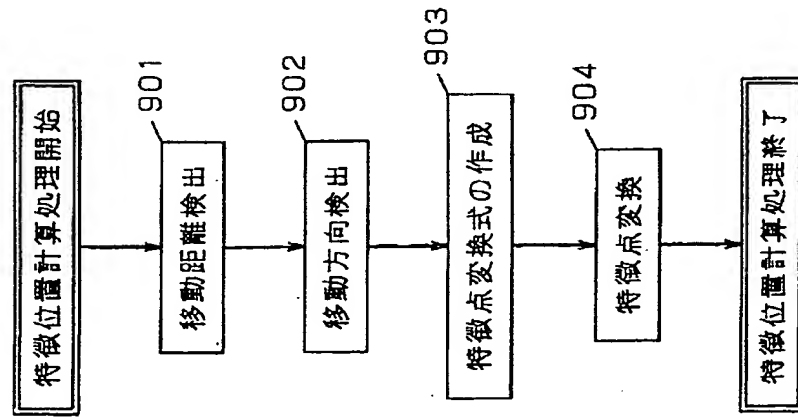 特徴位置計算処理開始
901
移動距離検出
902
移動方向検出
903
特徴点変換式の作成
904
特徴点変換
特徴位置計算処理終了